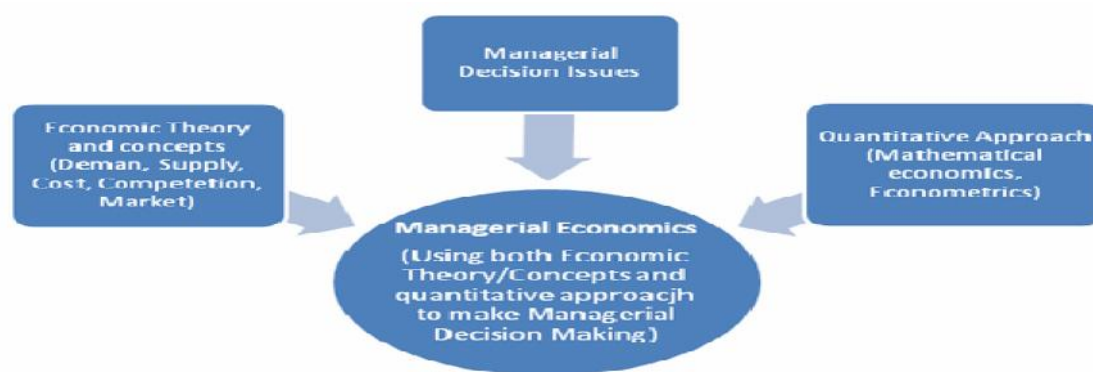 Managerial
Decision Issues
Economic Theory
and concepts
(Deman, Supply,
Cost, Competetion,
Market)
Quantitative Approach
(Mathematical
economics,
Econometrics)
Managerial Economics
(Using both Economic
Theory/Concepts and
quantitative approacjh
to make Managerial
Decision Making)